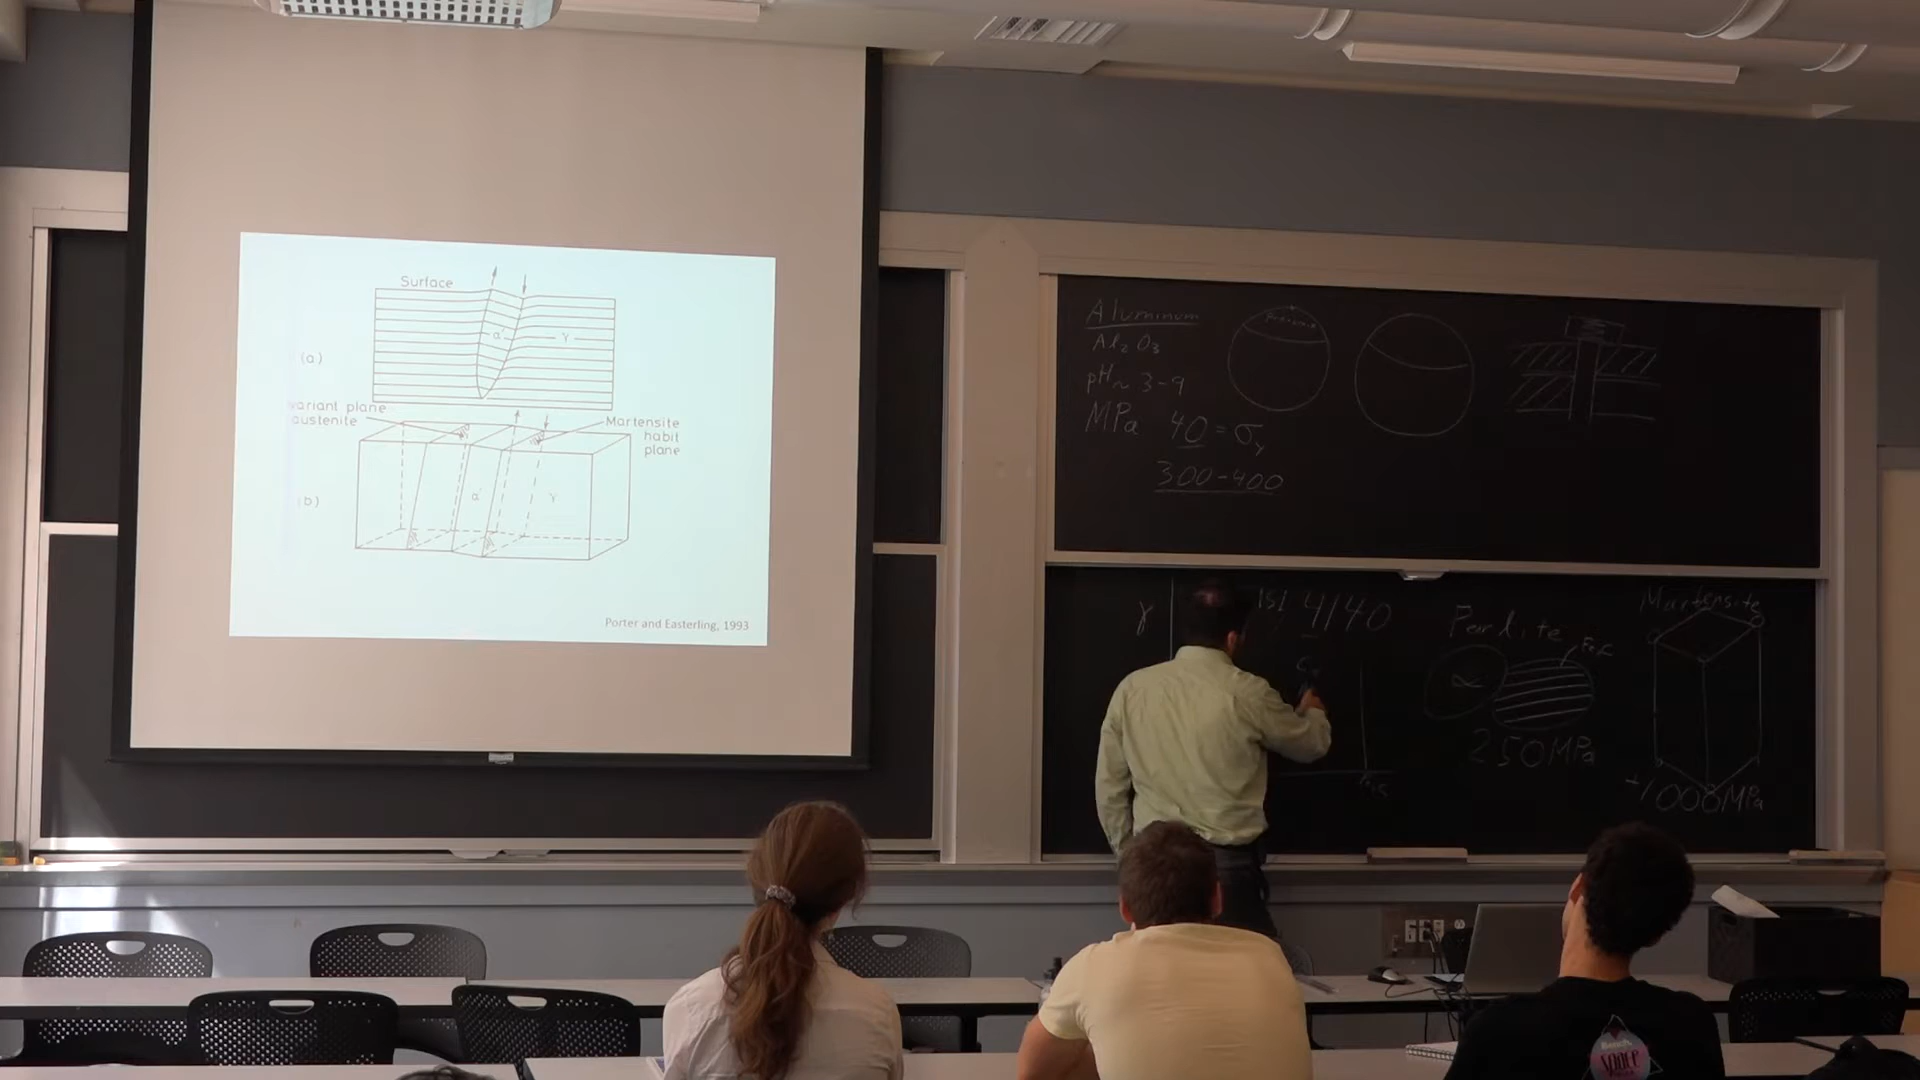 Surface
α'
γ
(a)
variant plane
austenite
Martensite
habit
plane
α'
γ
(b)
Porter and Easterling, 1993
Aluminum
Al₂O₃
pH ~ 3-9
MPa 40 = σy
300-400
γ
4140
Perlite
α
250MPa
Martensite
+1000MPa
space